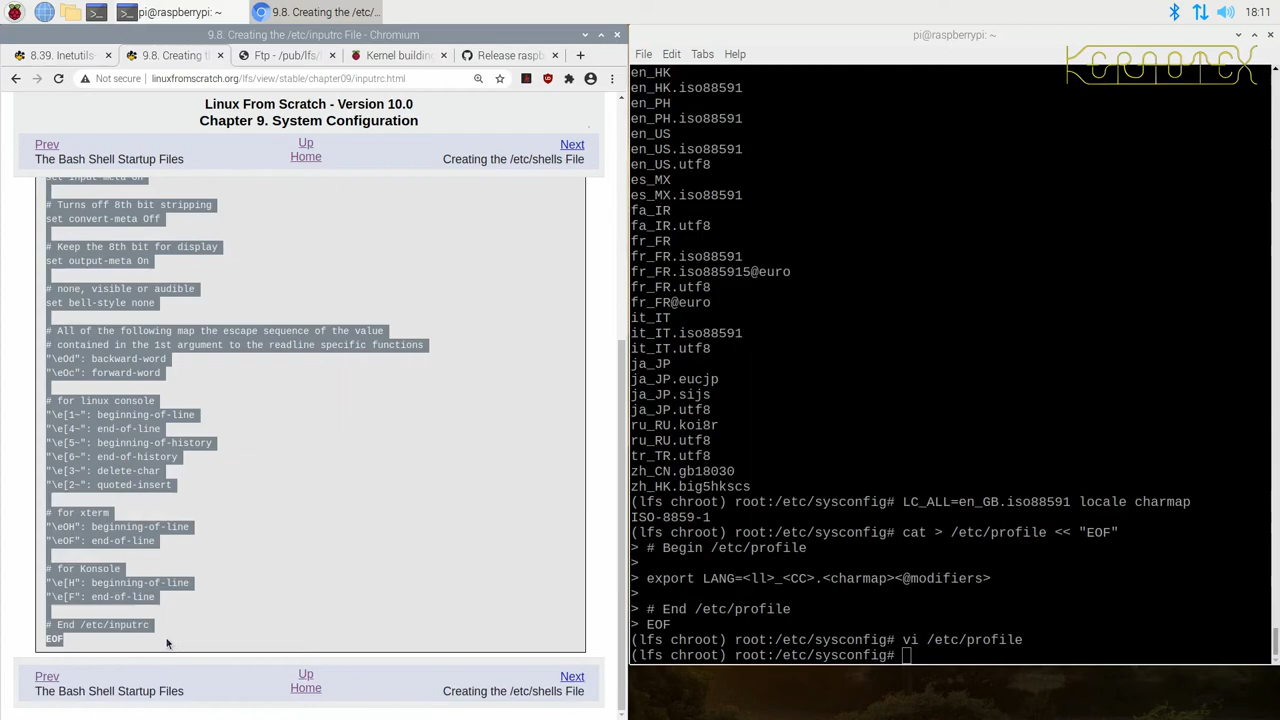 pi@raspberrypi: ~
9.8. Creating the /etc/...
18:11
9.8. Creating the /etc/inputrc File - Chromium
8.39. Inetutils-
9.8. Creating th
Ftp - pub/lfs/
Kernel building
Release raspb
Not secure
linuxfromscratch.org/lfs/view/stable/chapter09/inputrc.html
Linux From Scratch - Version 10.0
Chapter 9. System Configuration
Prev
Up
Next
The Bash Shell Startup Files
Home
Creating the /etc/shells File
set input-meta On
# Turns off 8th bit stripping
set convert-meta Off
# Keep the 8th bit for display
set output-meta On
# none, visible or audible
set bell-style none
# All of the following map the escape sequence of the value
# contained in the 1st argument to the readline specific functions
"\eOd": backward-word
"\eOc": forward-word
# for linux console
"\e[1~": beginning-of-line
"\e[4~": end-of-line
"\e[5~": beginning-of-history
"\e[6~": end-of-history
"\e[3~": delete-char
"\e[2~": quoted-insert
# for xterm
"\eOH": beginning-of-line
"\eOF": end-of-line
# for Konsole
"\e[H": beginning-of-line
"\e[F": end-of-line
# End /etc/inputrc
EOF
Prev
Up
Next
The Bash Shell Startup Files
Home
Creating the /etc/shells File
pi@raspberrypi: ~
File Edit Tabs Help
KERNOTEX
en_HK
en_HK.iso88591
en_PH
en_PH.iso88591
en_US
en_US.iso88591
en_US.utf8
es_MX
es_MX.iso88591
fa_IR
fa_IR.utf8
fr_FR
fr_FR.iso88591
fr_FR.iso885915@euro
fr_FR.utf8
fr_FR@euro
it_IT
it_IT.iso88591
it_IT.utf8
ja_JP
ja_JP.eucjp
ja_JP.sijs
ja_JP.utf8
ru_RU.koi8r
ru_RU.utf8
tr_TR.utf8
zh_CN.gb18030
zh_HK.big5hkscs
(lfs chroot) root:/etc/sysconfig# LC_ALL=en_GB.iso88591 locale charmap
ISO-8859-1
(lfs chroot) root:/etc/sysconfig# cat > /etc/profile << "EOF"
> # Begin /etc/profile
>
> export LANG=<ll>_<CC>.<charmap><@modifiers>
>
> # End /etc/profile
> EOF
(lfs chroot) root:/etc/sysconfig# vi /etc/profile
(lfs chroot) root:/etc/sysconfig#